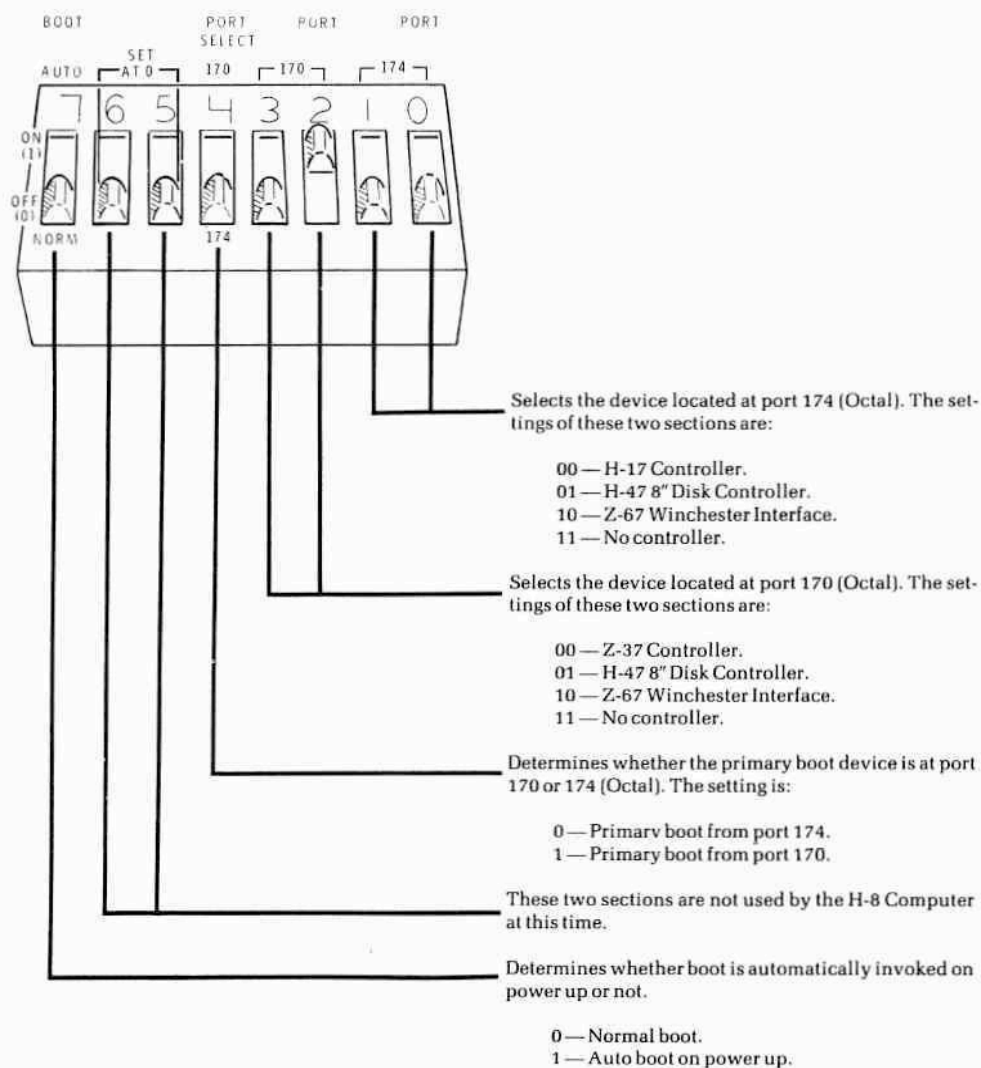 BOOT PORT PORT PORT
SELECT
SET
AUTO AT 0 170 170 174
7 6 5 4 3 2 1 0
ON
(1)
OFF
(0)
NORM 174
Selects the device located at port 174 (Octal). The set-
tings of these two sections are:
00 — H-17 Controller.
01 — H-47 8" Disk Controller.
10 — Z-67 Winchester Interface.
11 — No controller.
Selects the device located at port 170 (Octal). The set-
tings of these two sections are:
00 — Z-37 Controller.
01 — H-47 8" Disk Controller.
10 — Z-67 Winchester Interface.
11 — No controller.
Determines whether the primary boot device is at port
170 or 174 (Octal). The setting is:
0 — Primary boot from port 174.
1 — Primary boot from port 170.
These two sections are not used by the H-8 Computer
at this time.
Determines whether boot is automatically invoked on
power up or not.
0 — Normal boot.
1 — Auto boot on power up.